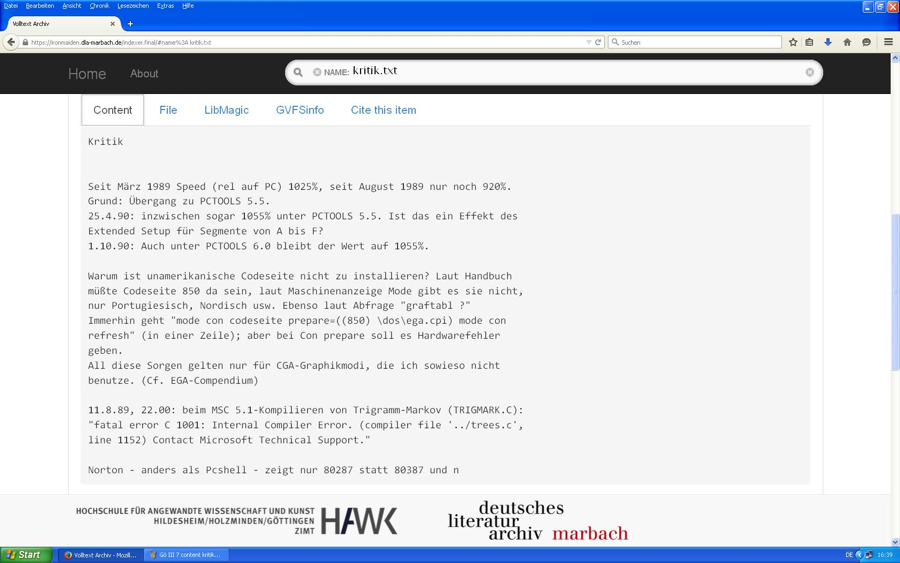 Datei Bearbeiten Ansicht Chronik Lesezeichen Extras Hilfe
Volltext Archiv
https://ironmaiden.dla-marbach.de/indexer.final/#name%3A kritik.txt
Suchen
Home About
NAME: kritik.txt
Content File LibMagic GVFSinfo Cite this item
Kritik
Seit März 1989 Speed (rel auf PC) 1025%, seit August 1989 nur noch 920%.
Grund: Übergang zu PCTOOLS 5.5.
25.4.90: inzwischen sogar 1055% unter PCTOOLS 5.5. Ist das ein Effekt des
Extended Setup für Segmente von A bis F?
1.10.90: Auch unter PCTOOLS 6.0 bleibt der Wert auf 1055%.
Warum ist unamerikanische Codeseite nicht zu installieren? Laut Handbuch
müßte Codeseite 850 da sein, laut Maschinenanzeige Mode gibt es sie nicht,
nur Portugiesisch, Nordisch usw. Ebenso laut Abfrage "graftabl ?"
Immerhin geht "mode con codeseite prepare=((850) \dos\ega.cpi) mode con
refresh" (in einer Zeile); aber bei Con prepare soll es Hardwarefehler
geben.
All diese Sorgen gelten nur für CGA-Graphikmodi, die ich sowieso nicht
benutze. (Cf. EGA-Compendium)
11.8.89, 22.00: beim MSC 5.1-Kompilieren von Trigramm-Markov (TRIGMARK.C):
"fatal error C 1001: Internal Compiler Error. (compiler file '../trees.c',
line 1152) Contact Microsoft Technical Support."
Norton - anders als Pcshell - zeigt nur 80287 statt 80387 und n
HOCHSCHULE FÜR ANGEWANDTE WISSENSCHAFT UND KUNST
HILDESHEIM/HOLZMINDEN/GÖTTINGEN
ZIMT
HAWK
deutsches
literatur
archiv marbach
Start
Volltext Archiv - Mozil...
Gö III 7 content kritik...
DE
16:39